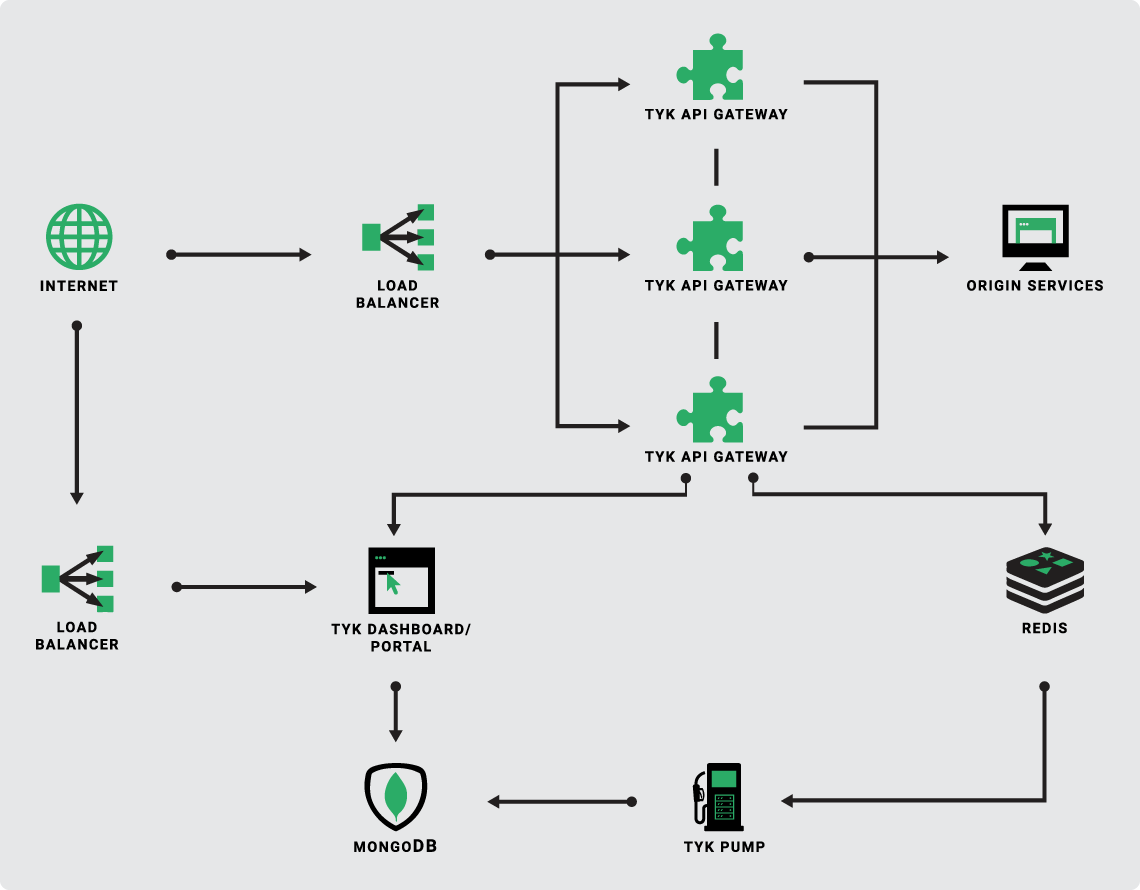 TYK API GATEWAY
INTERNET
LOAD
BALANCER
TYK API GATEWAY
ORIGIN SERVICES
TYK API GATEWAY
LOAD
BALANCER
TYK DASHBOARD/
PORTAL
REDIS
MONGODB
TYK PUMP